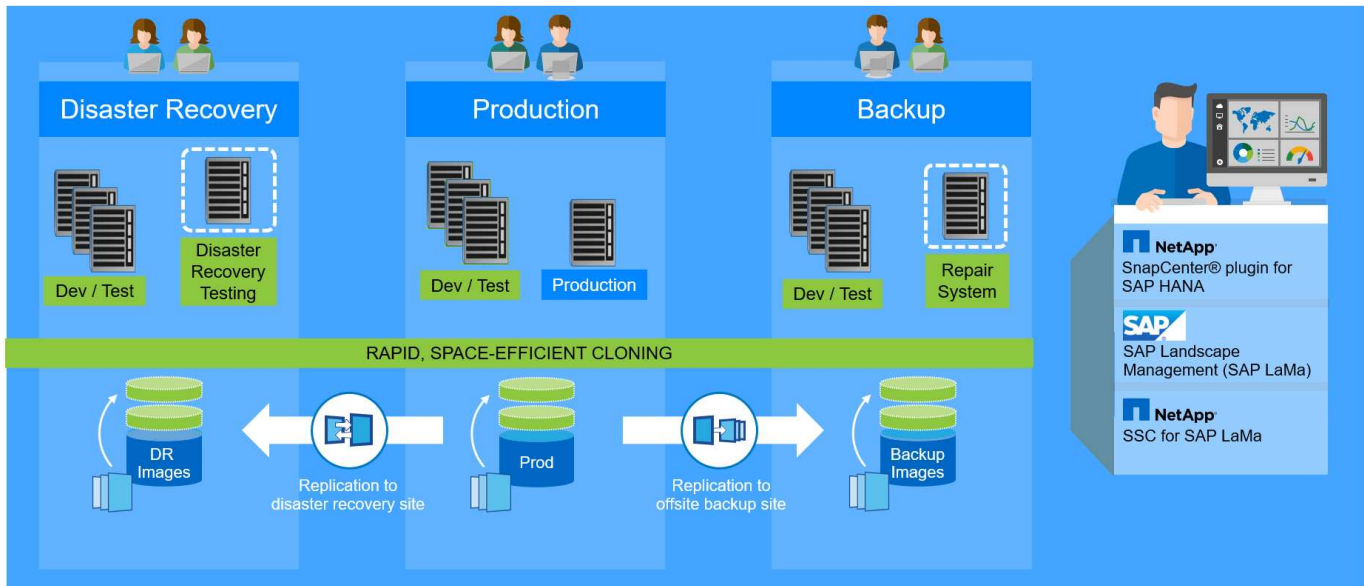 Disaster Recovery
Production
Backup
Dev / Test
Disaster
Recovery
Testing
Dev / Test
Production
Dev / Test
Repair
System
RAPID, SPACE-EFFICIENT CLONING
DR
Images
Replication to
disaster recovery site
Prod
Replication to
offsite backup site
Backup
Images
NetApp®
SnapCenter® plugin for
SAP HANA
SAP®
SAP Landscape
Management (SAP LaMa)
NetApp®
SSC for SAP LaMa